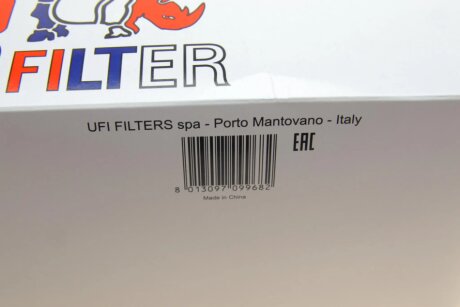 FILTER
UFI FILTERS spa - Porto Mantovano - Italy
EAC
8 013097 099682
Made in China